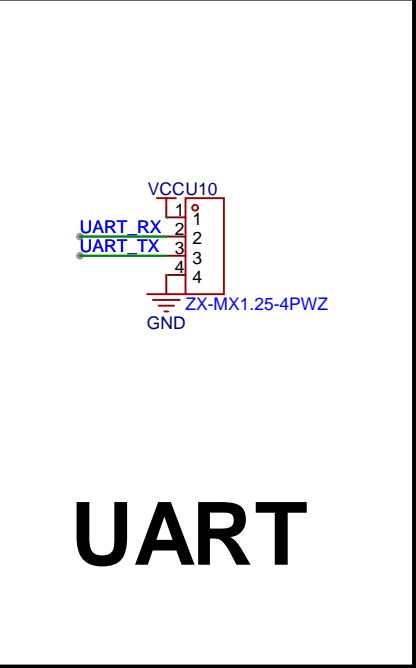 VCCU10
1 1
UART_RX 2 2
UART_TX 3 3
4 4
ZX-MX1.25-4PWZ
GND
UART